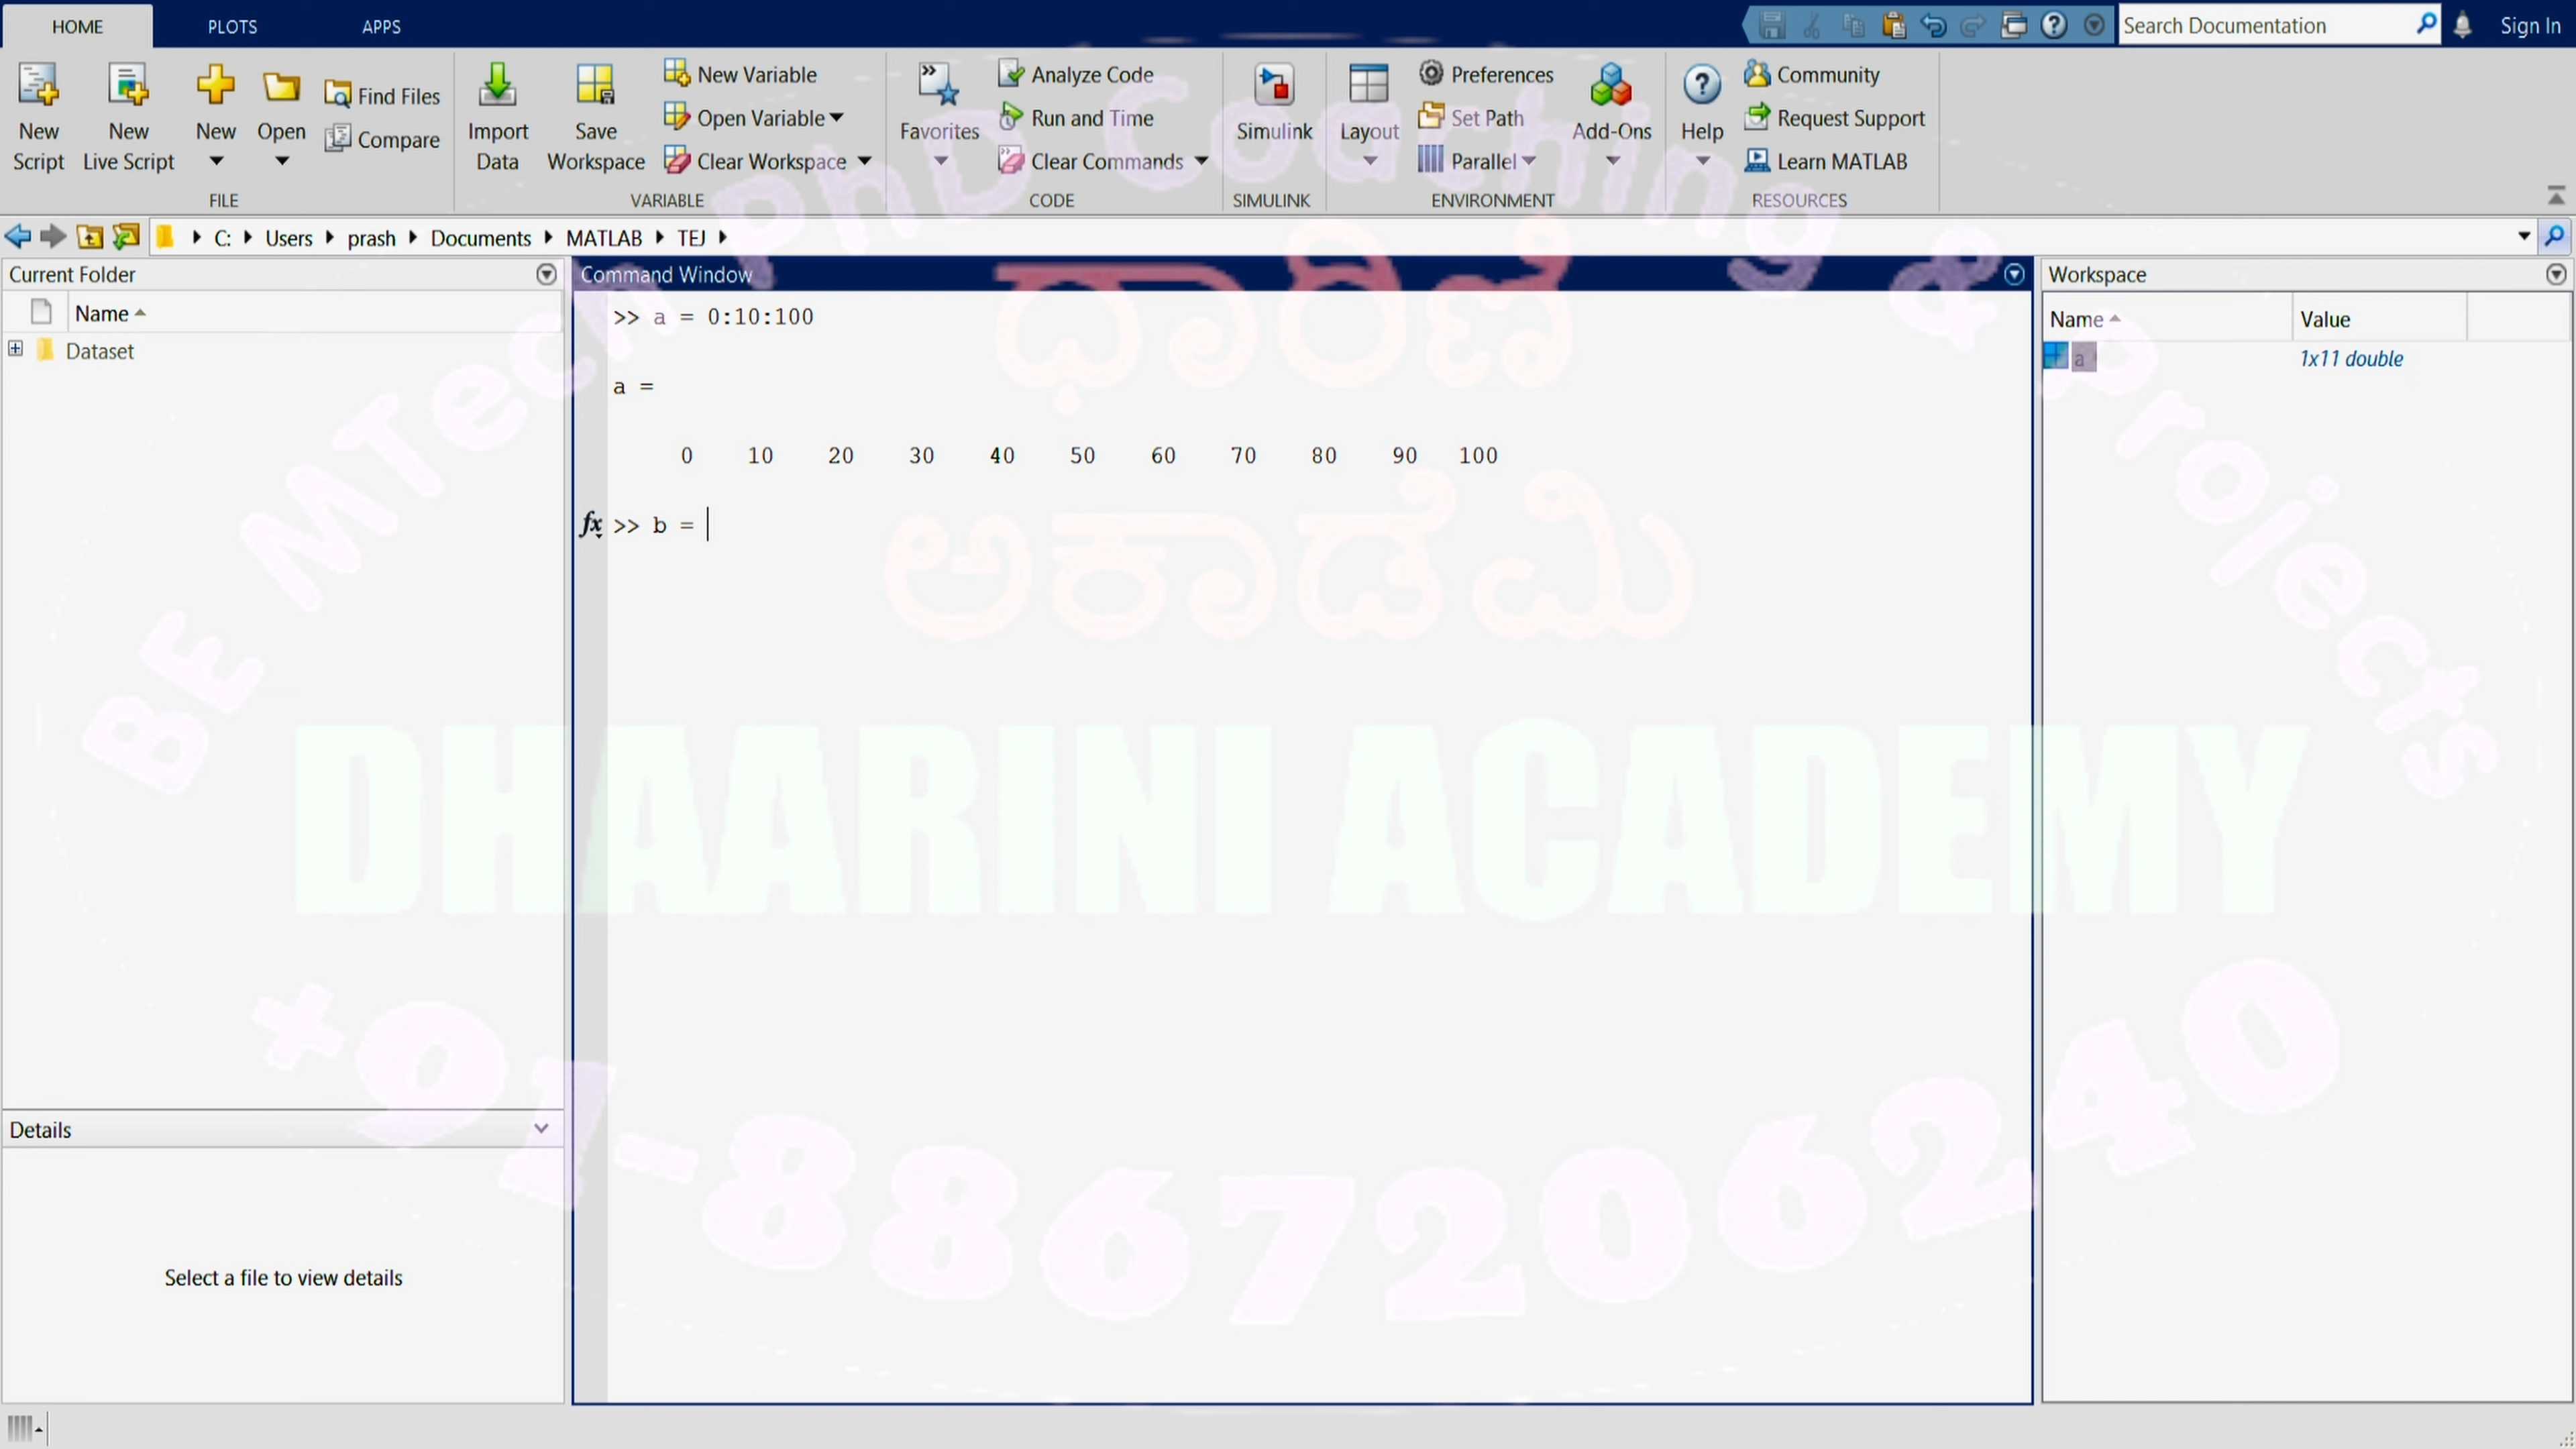 HOME PLOTS APPS Search Documentation Sign In
New Script
New Live Script
New
Open
Find Files
Compare
FILE
Import Data
Save Workspace
New Variable
Open Variable
Clear Workspace
VARIABLE
Favorites
Analyze Code
Run and Time
Clear Commands
CODE
Simulink
SIMULINK
Layout
Preferences
Set Path
Parallel
Add-Ons
ENVIRONMENT
Help
Community
Request Support
Learn MATLAB
RESOURCES
C: Users prash Documents MATLAB TEJ
Current Folder
Name
Dataset
Details
Select a file to view details
Command Window
>> a = 0:10:100
a =
0 10 20 30 40 50 60 70 80 90 100
fx >> b =
Workspace
Name Value
a 1x11 double
BE MTech PhD Coaching & Projects
ಧಾರಿಣಿ
ಅಕಾಡೆಮಿ
DHAARINI ACADEMY
+91-8867206240